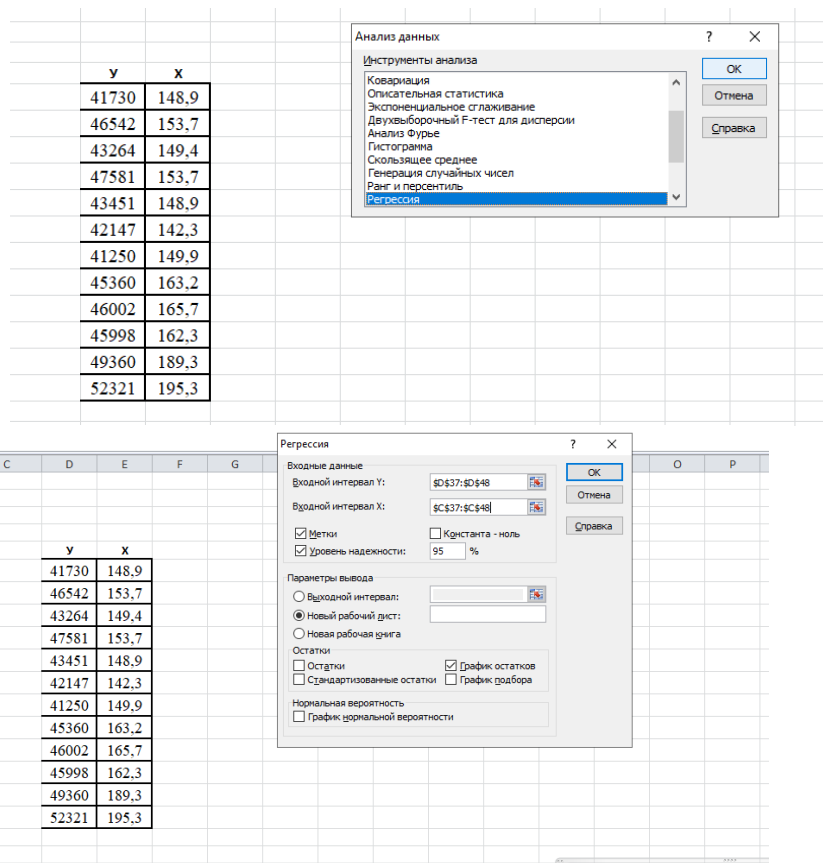 Анализ данных ? ×
Инструменты анализа
Ковариация
Описательная статистика
Экспоненциальное сглаживание
Двухвыборочный F-тест для дисперсии
Анализ Фурье
Гистограмма
Скользящее среднее
Генерация случайных чисел
Ранг и персентиль
Регрессия
ОК
Отмена
Справка
У Х
41730 148,9
46542 153,7
43264 149,4
47581 153,7
43451 148,9
42147 142,3
41250 149,9
45360 163,2
46002 165,7
45998 162,3
49360 189,3
52321 195,3
C D E F G O P
У Х
41730 148,9
46542 153,7
43264 149,4
47581 153,7
43451 148,9
42147 142,3
41250 149,9
45360 163,2
46002 165,7
45998 162,3
49360 189,3
52321 195,3
Регрессия ? ×
Входные данные
Входной интервал Y: $D$37:$D$48
Входной интервал X: $C$37:$C$48
Метки Константа - ноль
Уровень надежности: 95 %
Параметры вывода
Выходной интервал:
Новый рабочий лист:
Новая рабочая книга
Остатки
Остатки График остатков
Стандартизованные остатки График подбора
Нормальная вероятность
График нормальной вероятности
ОК
Отмена
Справка